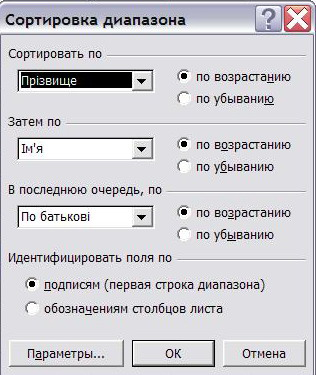 Сортировка диапазона
Сортировать по
Прізвище
по возрастанию
по убыванию
Затем по
Ім'я
по возрастанию
по убыванию
В последнюю очередь, по
По батькові
по возрастанию
по убыванию
Идентифицировать поля по
подписям (первая строка диапазона)
обозначениям столбцов листа
Параметры...
ОК
Отмена